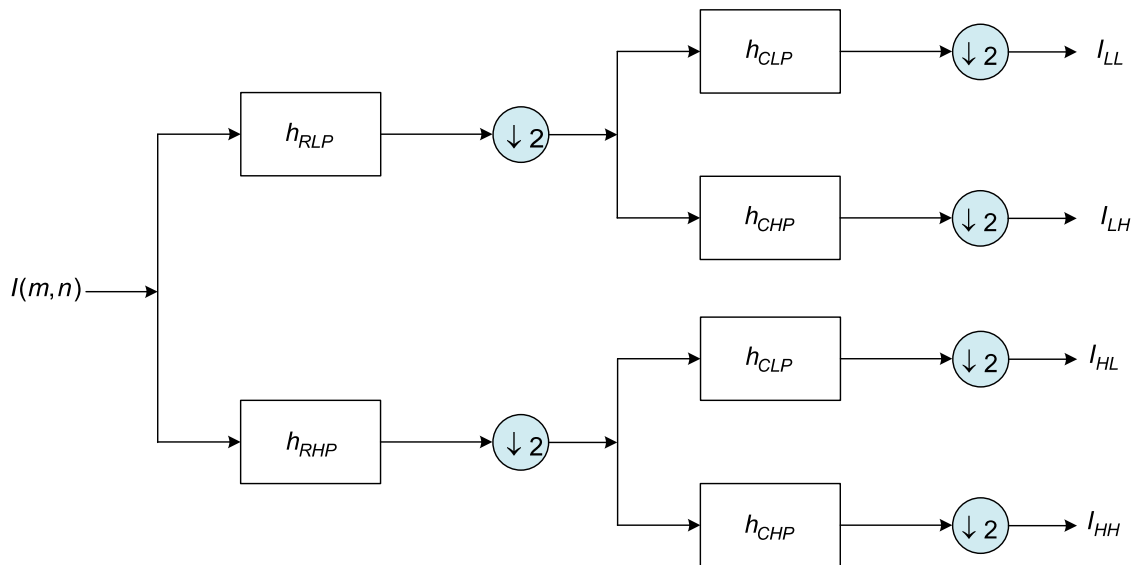 h_CLP
↓ 2
I_LL
h_RLP
↓ 2
h_CHP
↓ 2
I_LH
I(m,n)
h_CLP
↓ 2
I_HL
h_RHP
↓ 2
h_CHP
↓ 2
I_HH